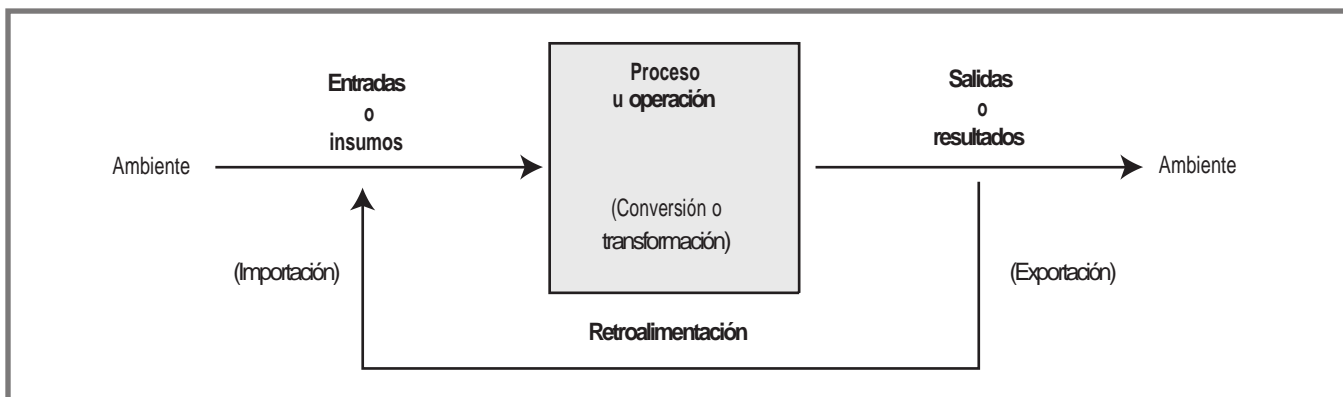 Entradas
o
insumos
Proceso
u operación
Salidas
o
resultados
Ambiente
Ambiente
(Conversión o
transformación)
(Importación)
(Exportación)
Retroalimentación